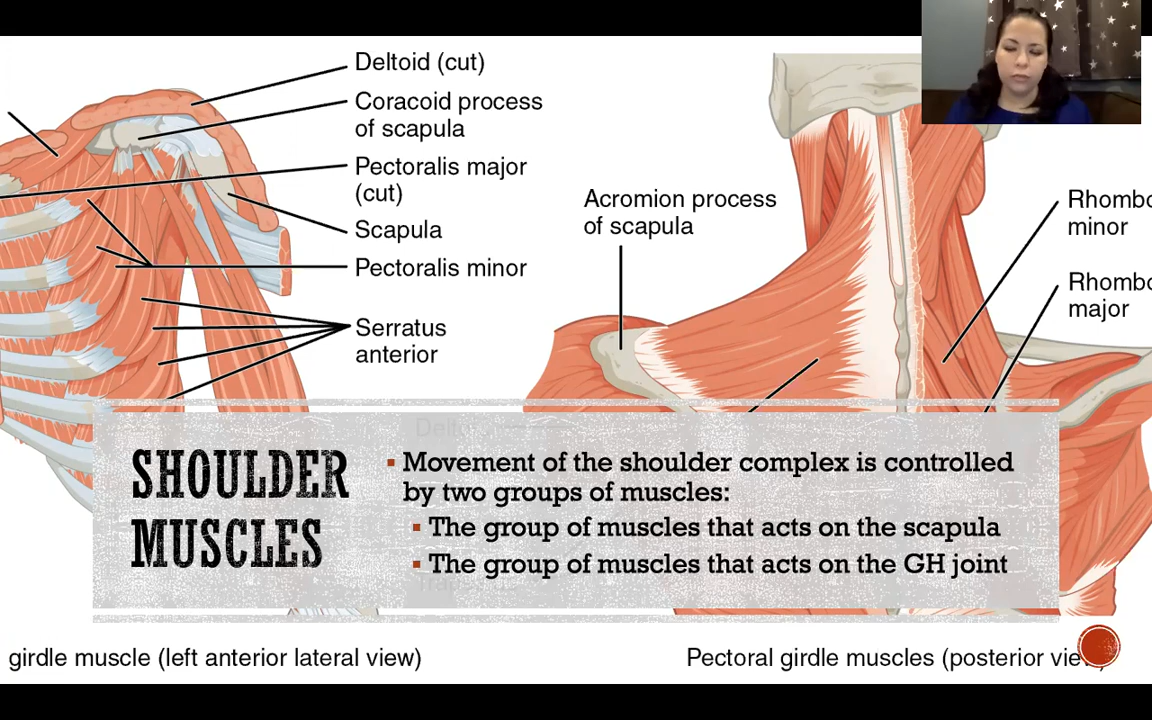 Deltoid (cut)
Coracoid process
of scapula
Pectoralis major
(cut)
Scapula
Pectoralis minor
Serratus
anterior
Acromion process
of scapula
Rhombo
minor
Rhombo
major
SHOULDER
MUSCLES
Movement of the shoulder complex is controlled
by two groups of muscles:
The group of muscles that acts on the scapula
The group of muscles that acts on the GH joint
girdle muscle (left anterior lateral view)
Pectoral girdle muscles (posterior view)